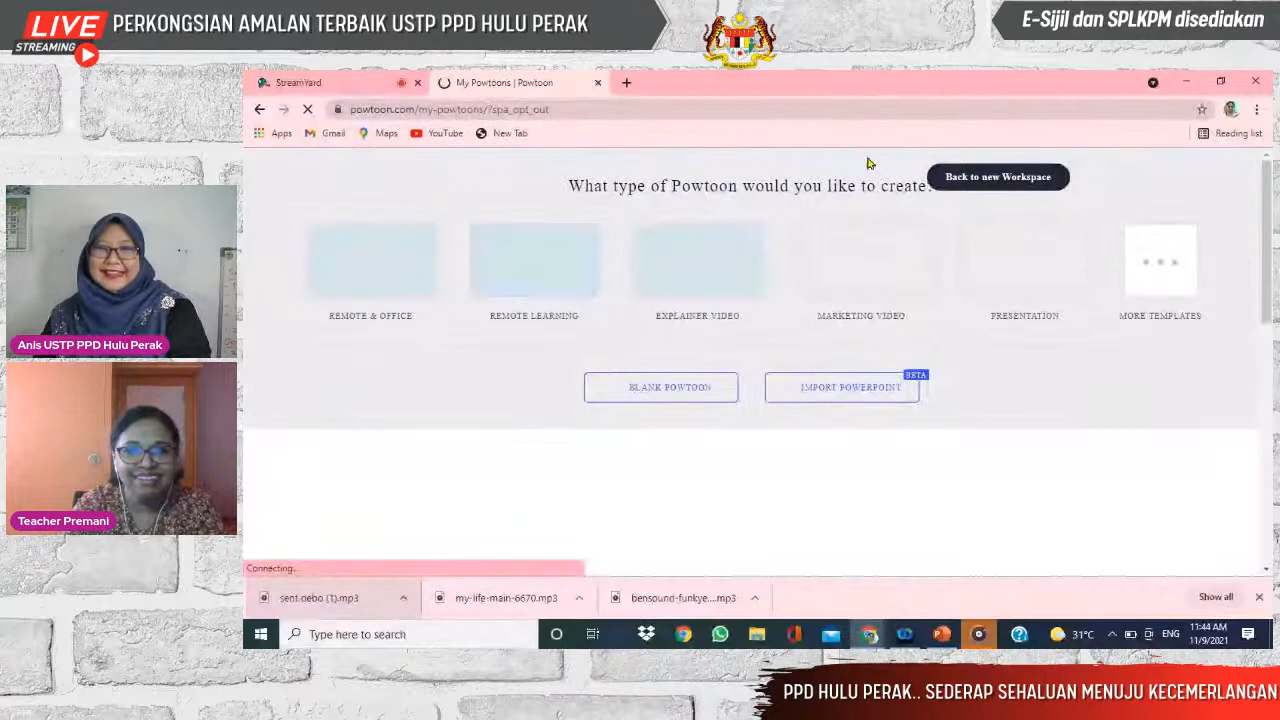 LIVE
STREAMING
PERKONGSIAN AMALAN TERBAIK USTP PPD HULU PERAK
E-Sijil dan SPLKPM disediakan
StreamYard
My Powtoons | Powtoon
powtoon.com/my-powtoons/?spa_opt_out
Apps
Gmail
Maps
YouTube
New Tab
Reading list
What type of Powtoon would you like to create?
Back to new Workspace
REMOTE & OFFICE
REMOTE LEARNING
EXPLAINER VIDEO
MARKETING VIDEO
PRESENTATION
MORE TEMPLATES
BLANK POWTOON
IMPORT POWERPOINT
BETA
Anis USTP PPD Hulu Perak
Teacher Premani
Connecting...
sent debo (1).mp3
my-life-main-6670.mp3
bensound-funkye....mp3
Show all
Type here to search
31°C
ENG
11:44 AM
11/9/2021
PPD HULU PERAK.. SEDERAP SEHALUAN MENUJU KECEMERLANGAN